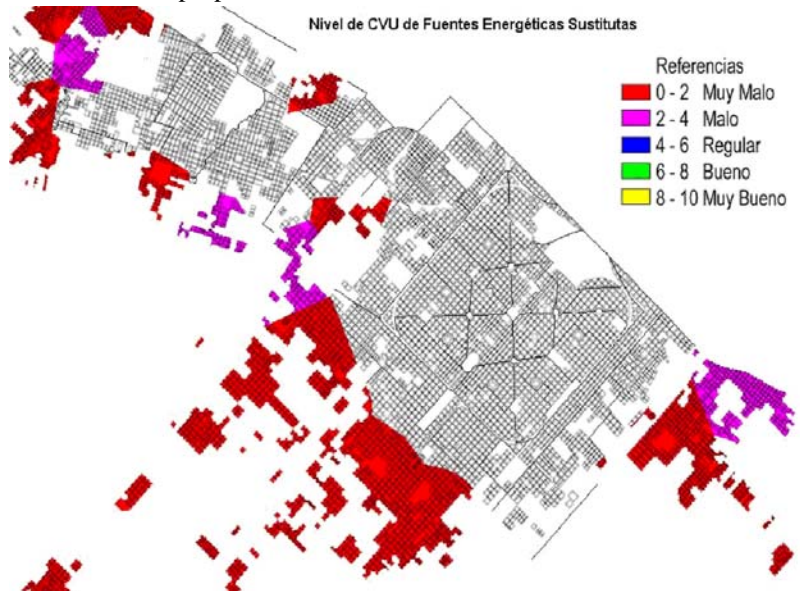 Nivel de CVU de Fuentes Energéticas Sustitutas
Referencias
0 - 2 Muy Malo
2 - 4 Malo
4 - 6 Regular
6 - 8 Bueno
8 - 10 Muy Bueno